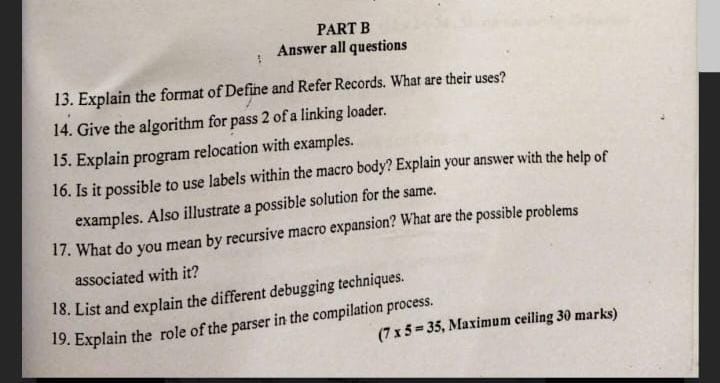 PART B
Answer all questions
13. Explain the format of Define and Refer Records. What are their uses?
14. Give the algorithm for pass 2 of a linking loader.
15. Explain program relocation with examples.
16. Is it possible to use labels within the macro body? Explain your answer with the help of
examples. Also illustrate a possible solution for the same.
17. What do you mean by recursive macro expansion? What are the possible problems
associated with it?
18. List and explain the different debugging techniques.
19. Explain the role of the parser in the compilation process.
(7 x 5 = 35, Maximum ceiling 30 marks)